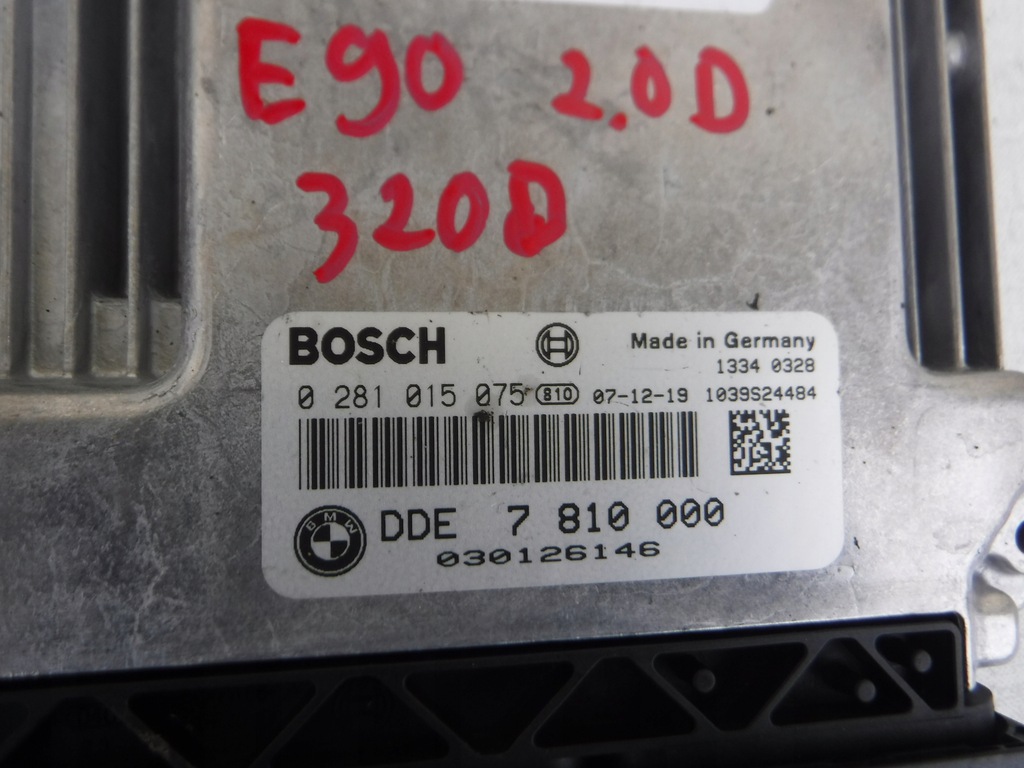 E90 2.0D
320D
BOSCH Made in Germany
1334 0328
0 281 015 075 810 07-12-19 1039S24484
BMW DDE 7 810 000
030126146